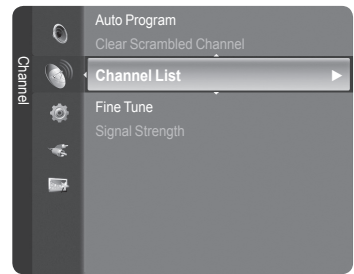 Channel
Auto Program
Clear Scrambled Channel
Channel List
Fine Tune
Signal Strength